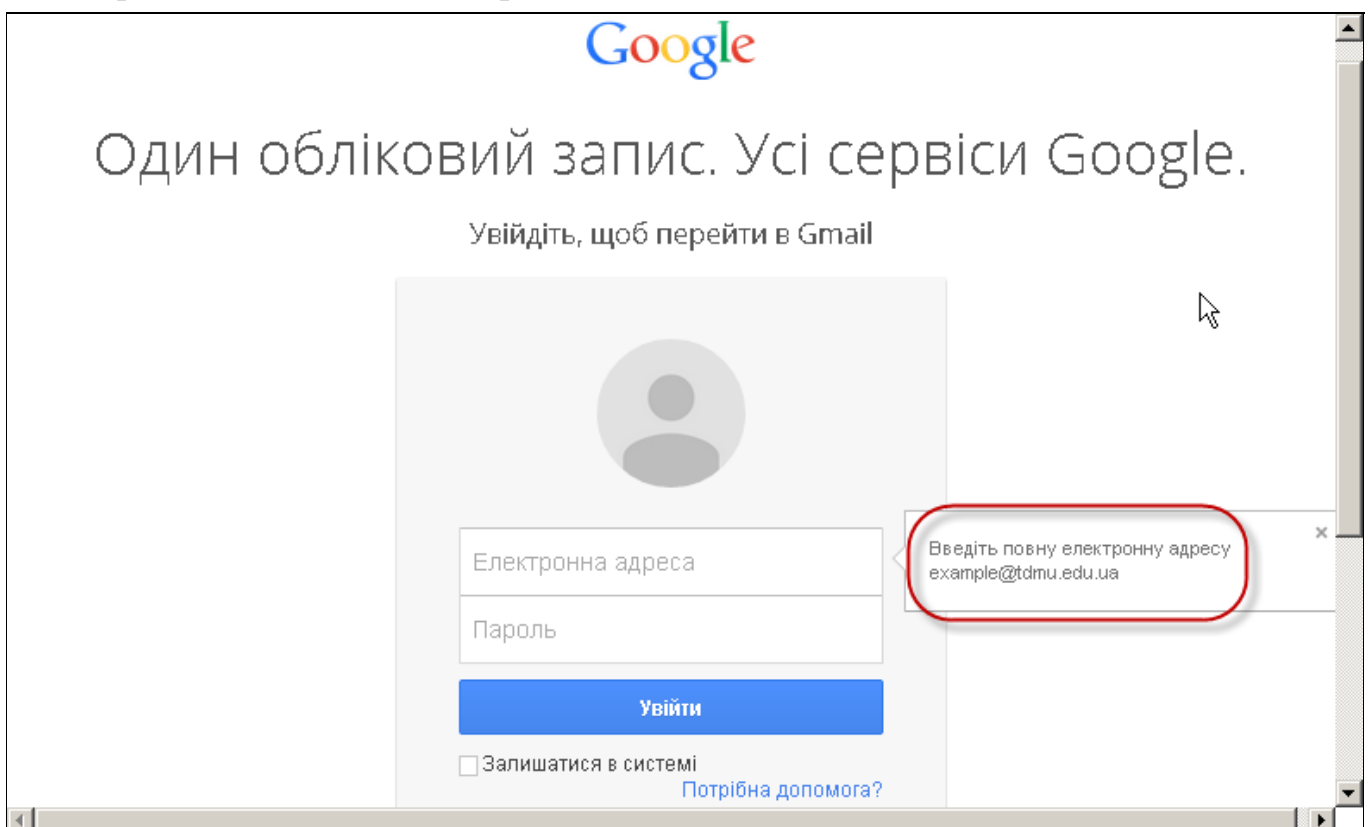 Google
Один обліковий запис. Усі сервіси Google.
Увійдіть, щоб перейти в Gmail
Електронна адреса
Введіть повну електронну адресу
example@tdmu.edu.ua
Пароль
Увійти
Залишатися в системі
Потрібна допомога?